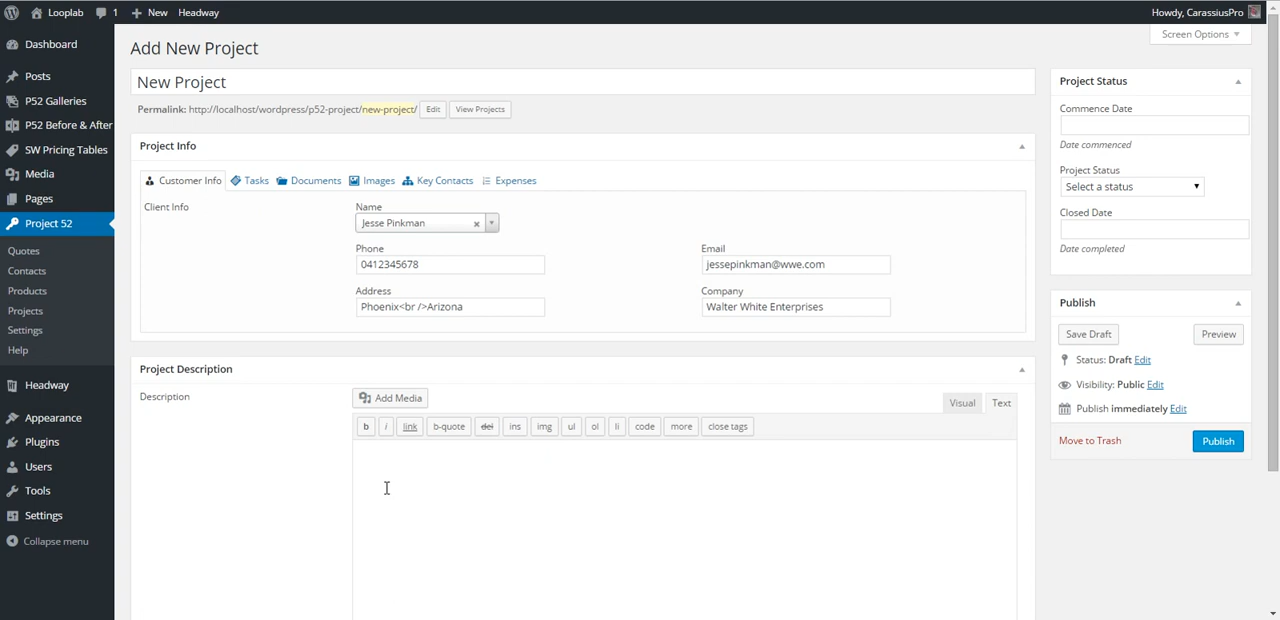 Looplab 1 New Headway Howdy, CarassiusPro
Screen Options
Dashboard
Posts
P52 Galleries
P52 Before & After
SW Pricing Tables
Media
Pages
Project 52
Quotes
Contacts
Products
Projects
Settings
Help
Headway
Appearance
Plugins
Users
Tools
Settings
Collapse menu
Add New Project
New Project
Permalink: http://localhost/wordpress/p52-project/new-project/ Edit View Projects
Project Info
Customer Info Tasks Documents Images Key Contacts Expenses
Client Info
Name
Jesse Pinkman
Phone
0412345678
Email
jessepinkman@wwe.com
Address
Phoenix<br />Arizona
Company
Walter White Enterprises
Project Description
Description
Add Media
Visual Text
b i link b-quote del ins img ul ol li code more close tags
Project Status
Commence Date
Date commenced
Project Status
Select a status
Closed Date
Date completed
Publish
Save Draft Preview
Status: Draft Edit
Visibility: Public Edit
Publish immediately Edit
Move to Trash Publish